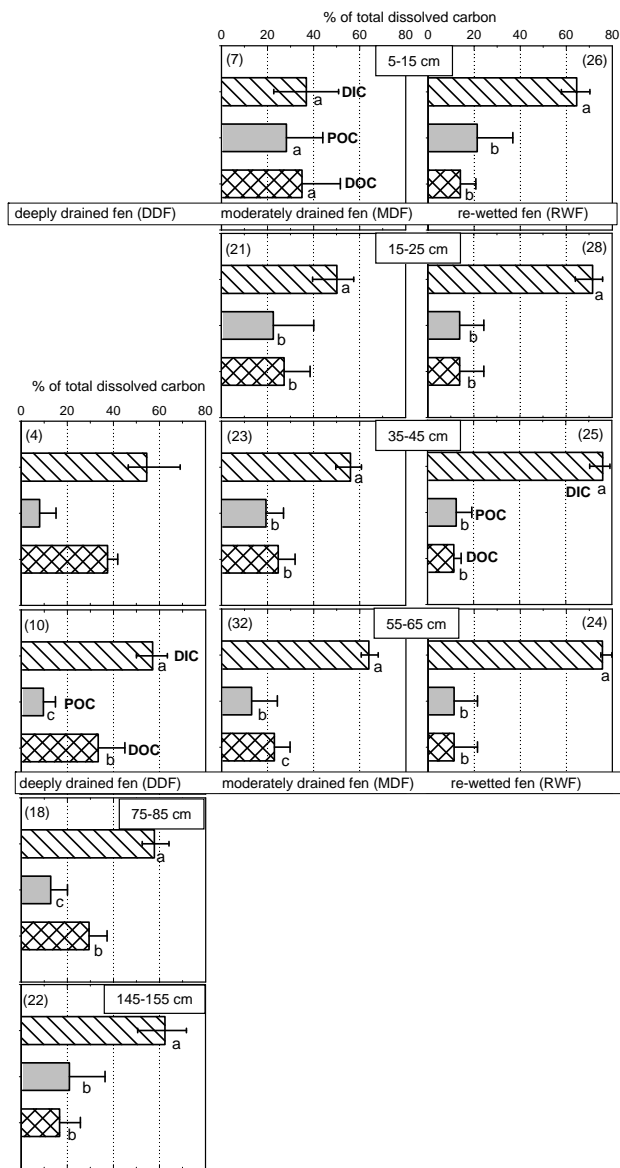 % of total dissolved carbon
0 20 40 60 80 0 20 40 60 80
(7) 5-15 cm (26)
a DIC a
a POC b
a DOC b
deeply drained fen (DDF) moderately drained fen (MDF) re-wetted fen (RWF)
(21) 15-25 cm (28)
a a
b b
b b
% of total dissolved carbon
0 20 40 60 80
(4) (23) 35-45 cm (25)
a DIC a
b b POC
b b DOC
(10) (32) 55-65 cm (24)
a DIC a a
c POC b b
b DOC c b
deeply drained fen (DDF) moderately drained fen (MDF) re-wetted fen (RWF)
(18) 75-85 cm
a
c
b
(22) 145-155 cm
a
b
b